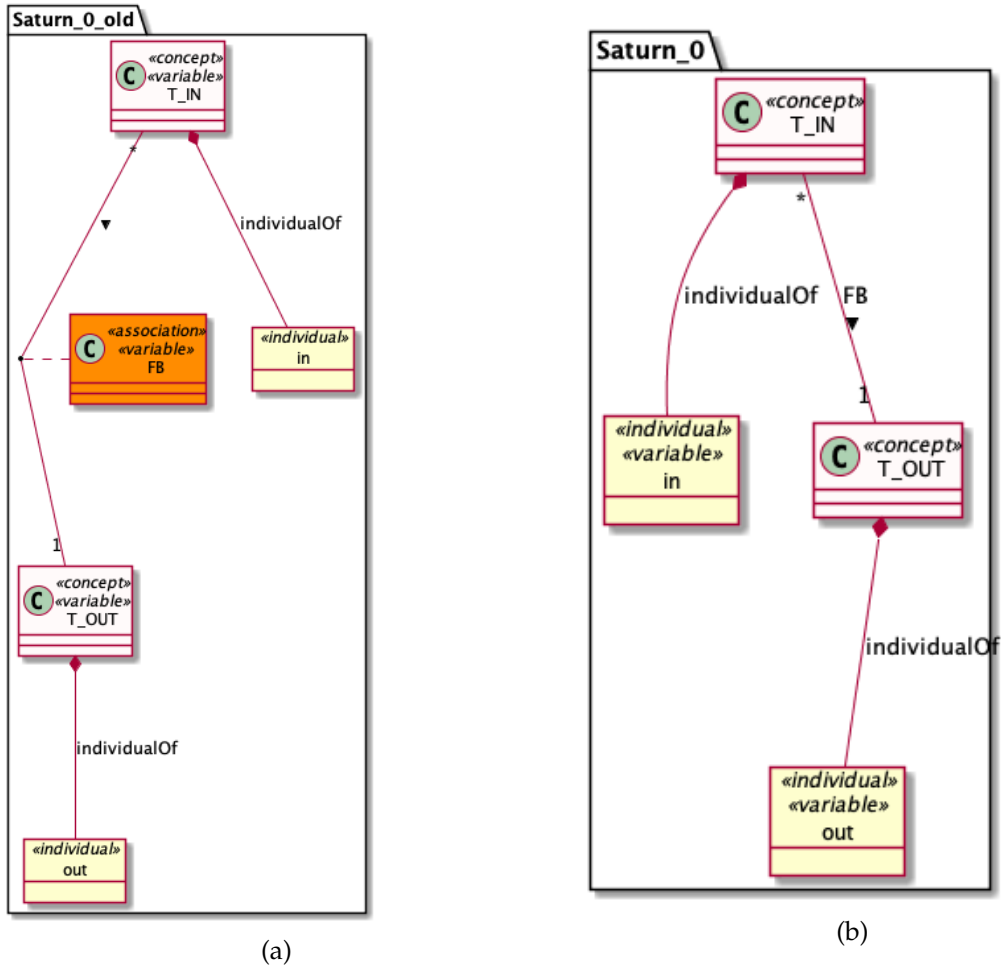 Saturn_0_old
C
«concept»
«variable»
T_IN
*
▼
individualOf
C
«association»
«variable»
FB
«individual»
in
1
C
«concept»
«variable»
T_OUT
individualOf
«individual»
out
(a)
Saturn_0
C
«concept»
T_IN
*
individualOf
FB
▼
1
«individual»
«variable»
in
C
«concept»
T_OUT
individualOf
«individual»
«variable»
out
(b)